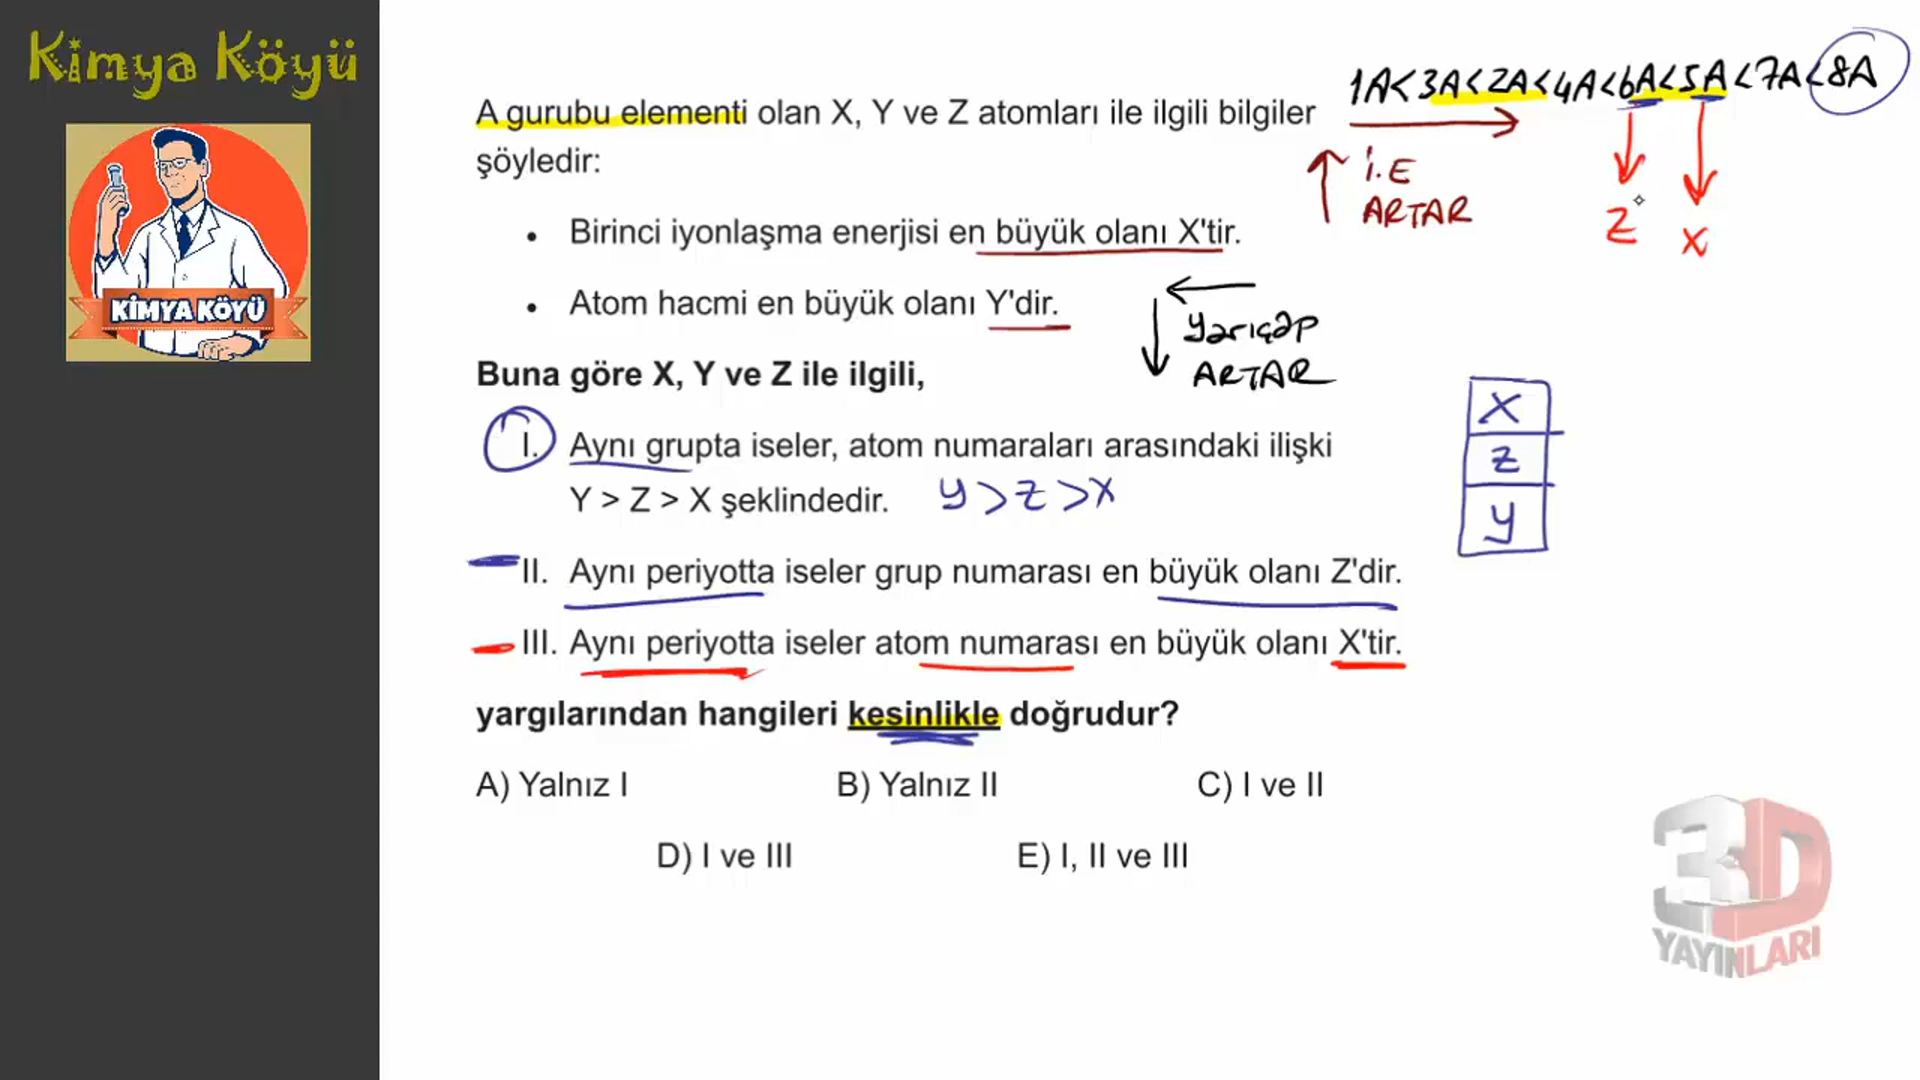 Kimya Köyü
KİMYA KÖYÜ
1A<3A<2A<4A<6A<5A<7A<8A
A gurubu elementi olan X, Y ve Z atomları ile ilgili bilgiler
şöyledir:
İ.E
ARTAR
Z
X
• Birinci iyonlaşma enerjisi en büyük olanı X'tir.
• Atom hacmi en büyük olanı Y'dir.
Yarıçap
ARTAR
Buna göre X, Y ve Z ile ilgili,
X
Z
Y
I. Aynı grupta iseler, atom numaraları arasındaki ilişki
Y > Z > X şeklindedir. Y > Z > X
II. Aynı periyotta iseler grup numarası en büyük olanı Z'dir.
III. Aynı periyotta iseler atom numarası en büyük olanı X'tir.
yargılarından hangileri kesinlikle doğrudur?
A) Yalnız I B) Yalnız II C) I ve II
D) I ve III E) I, II ve III
3D
YAYINLARI